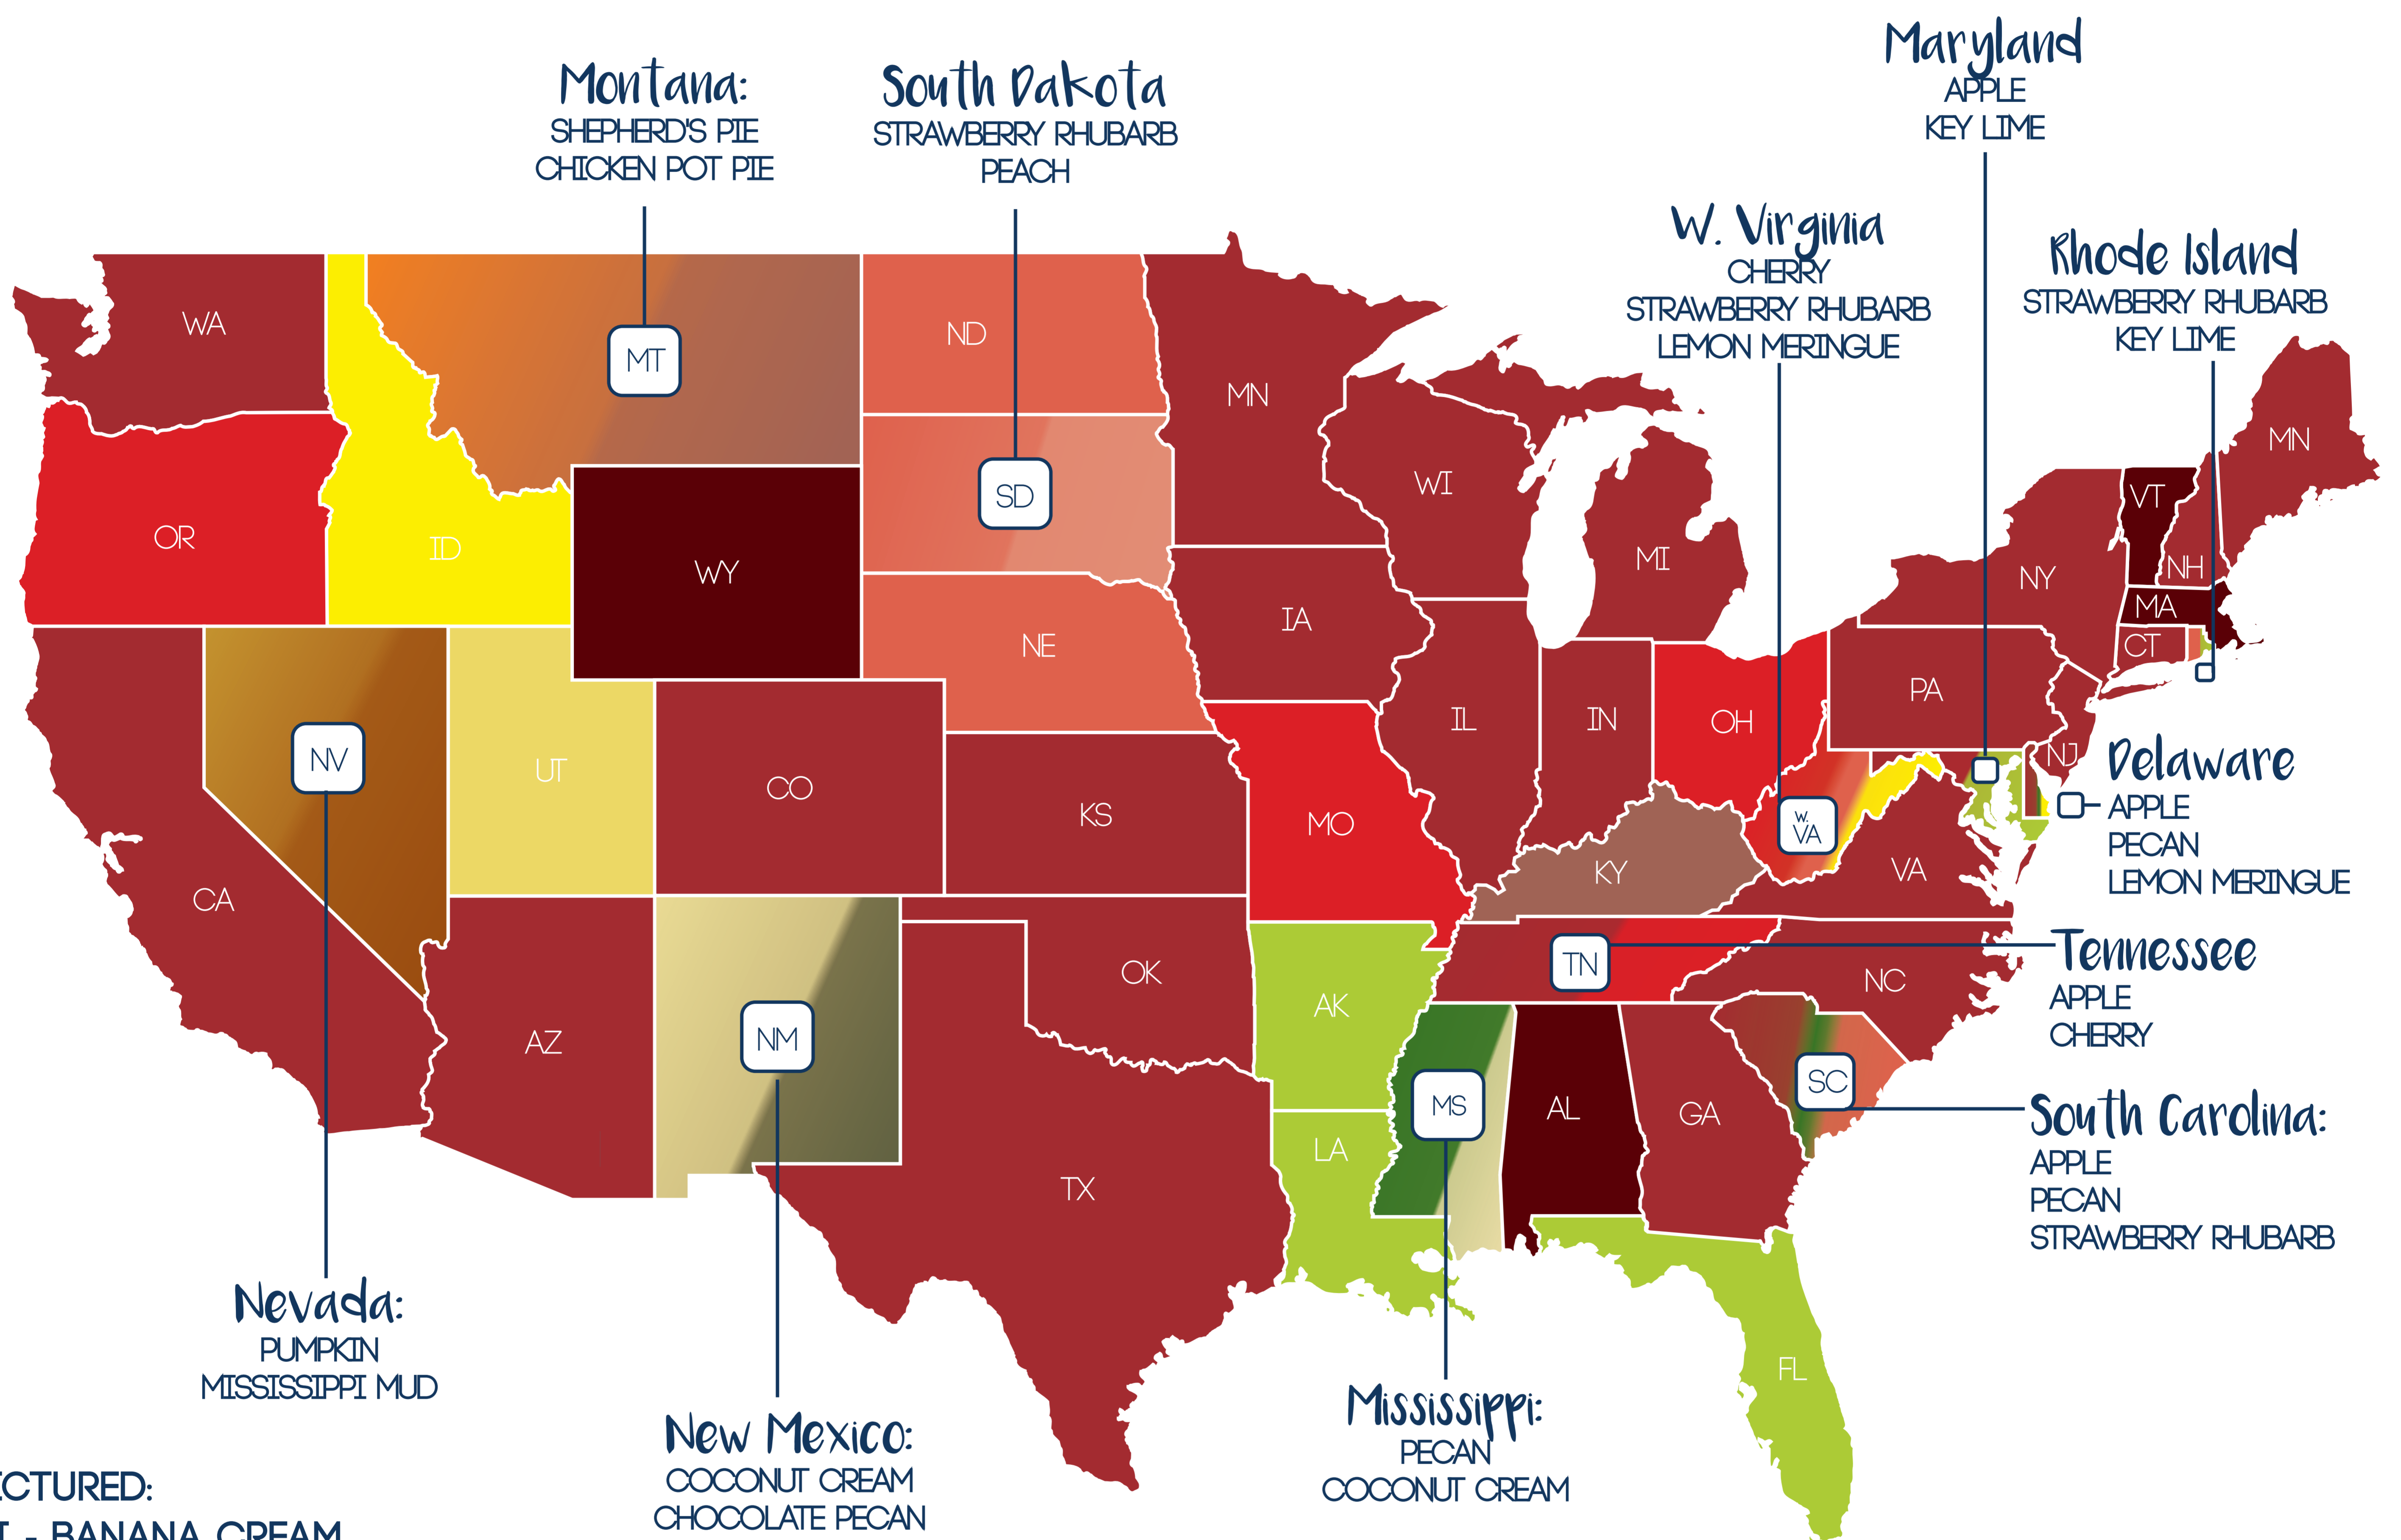 Maryland
APPLE
KEY LIME
Montana:
SHEPHERD'S PIE
CHICKEN POT PIE
South Dakota
STRAWBERRY RHUBARB
PEACH
W. Virginia
CHERRY
STRAWBERRY RHUBARB
LEMON MERINGUE
Rhode Island
STRAWBERRY RHUBARB
KEY LIME
WA
MT
ND
MN
MN
OR
ID
WY
SD
WI
MI
NY
VT
NH
MA
CT
NE
IA
PA
NV
UT
CO
KS
MO
IL
IN
OH
NJ
Delaware
APPLE
PECAN
LEMON MERINGUE
W.
VA
VA
KY
CA
AZ
NM
OK
AK
TN
NC
Tennessee
APPLE
CHERRY
TX
LA
MS
AL
GA
SC
South Carolina:
APPLE
PECAN
STRAWBERRY RHUBARB
FL
Nevada:
PUMPKIN
MISSISSIPPI MUD
New Mexico:
COCONUT CREAM
CHOCOLATE PECAN
Mississippi:
PECAN
COCONUT CREAM
ECTURED:
- BANANA CREAM